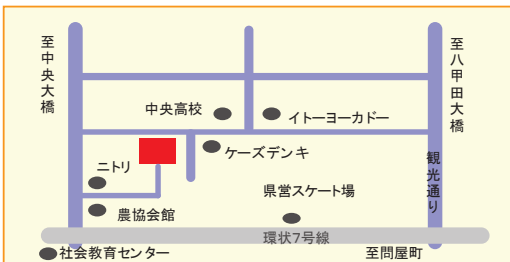 至中央大橋
至八甲田大橋
中央高校
イトーヨーカドー
ケーズデンキ
ニトリ
観光通り
県営スケート場
農協会館
環状7号線
社会教育センター
至問屋町